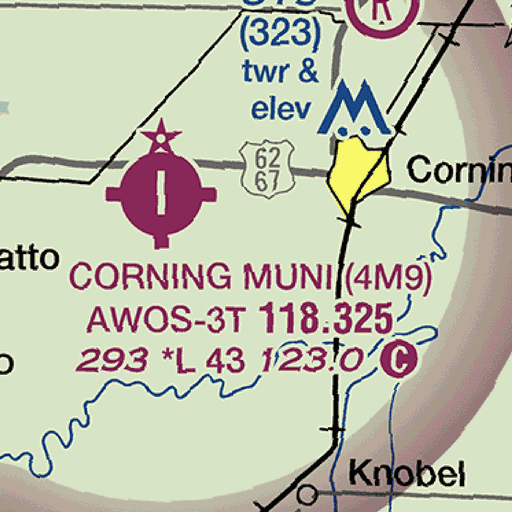 R
(323)
twr &
elev
62
67
Cornin
atto
CORNING MUNI (4M9)
AWOS-3T 118.325
293 *L 43 123.0 C
o
Knobel